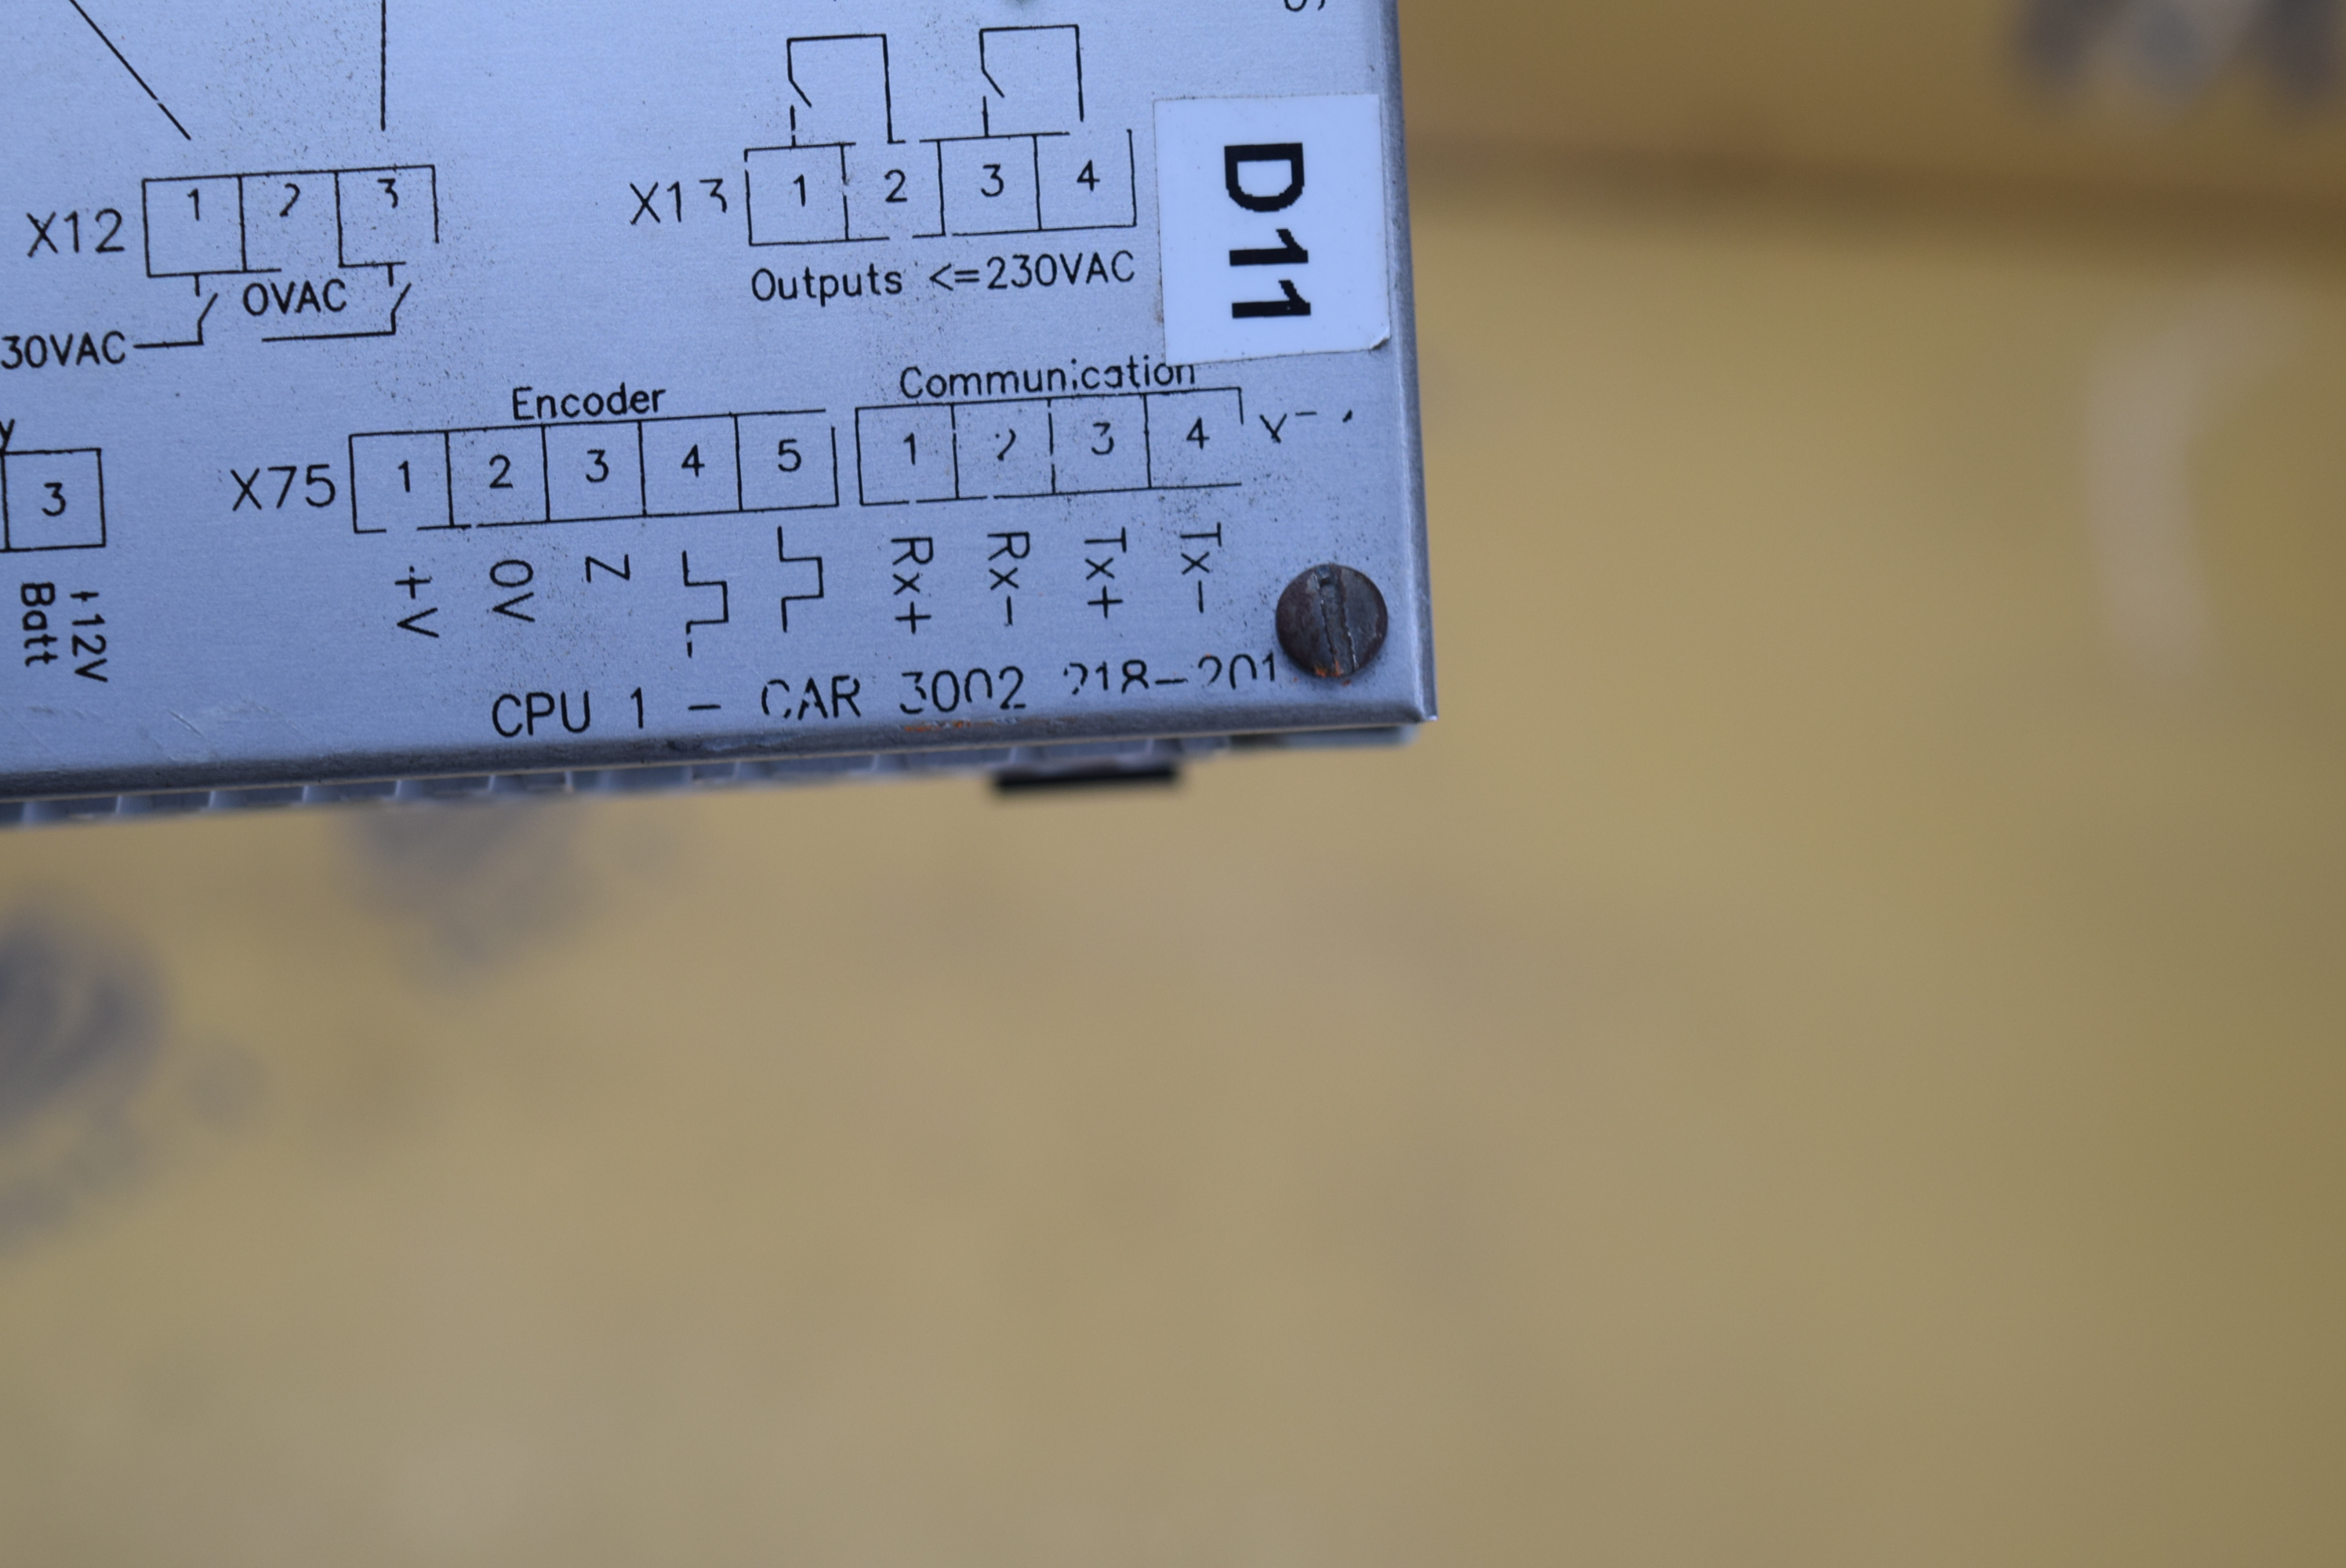 X12 1 2 3
X13 1 2 3 4
D11
0VAC
30VAC
Outputs <=230VAC
Encoder
Communication
3
X75 1 2 3 4 5
1 2 3 4
+12V
Batt
+V
0V
Z
Rx+
Rx-
Tx+
Tx-
CPU 1 - CAR 3002 218-201